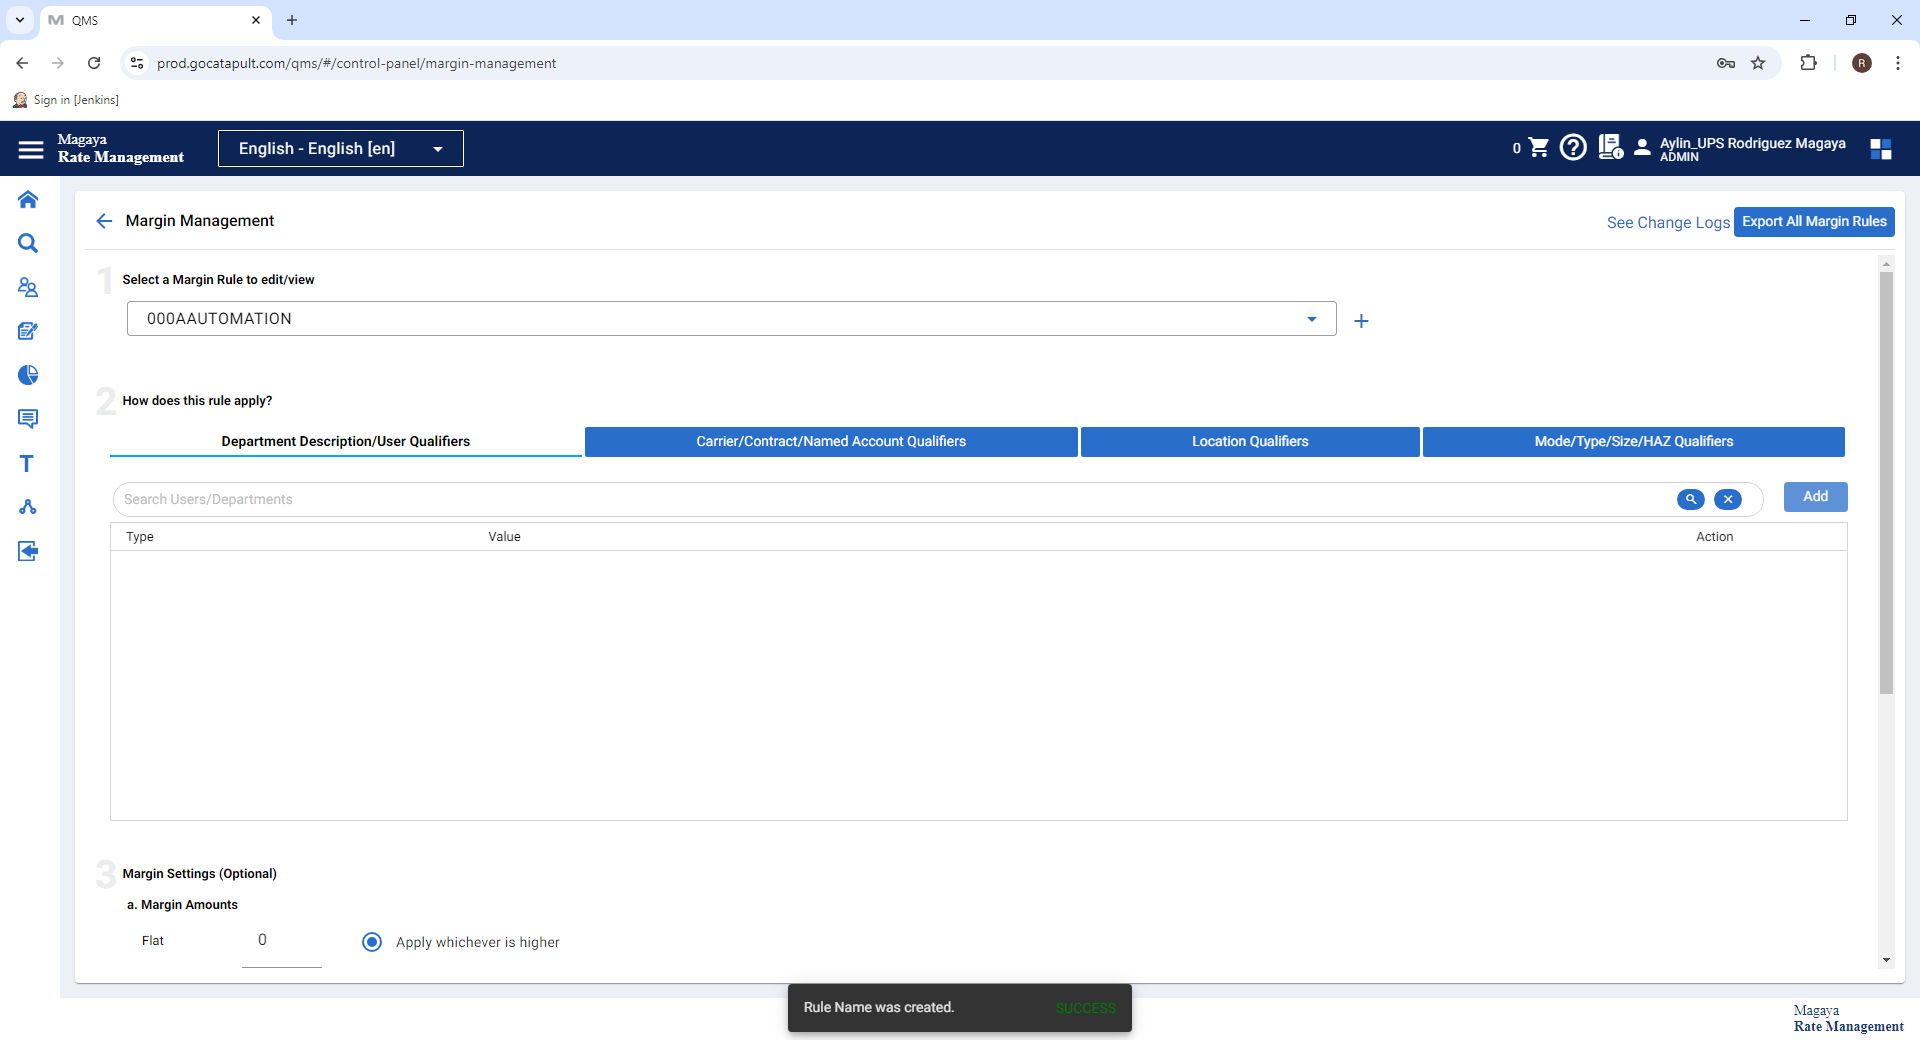 QMS
prod.gocatapult.com/qms/#/control-panel/margin-management
R
Sign in [Jenkins]
Magaya
Rate Management
English - English [en]
0
Aylin_UPS Rodriguez Magaya
ADMIN
Margin Management
See Change Logs
Export All Margin Rules
1
Select a Margin Rule to edit/view
000AAUTOMATION
2
How does this rule apply?
Department Description/User Qualifiers
Carrier/Contract/Named Account Qualifiers
Location Qualifiers
Mode/Type/Size/HAZ Qualifiers
Search Users/Departments
Add
Type
Value
Action
3
Margin Settings (Optional)
a. Margin Amounts
Flat
0
Apply whichever is higher
Rule Name was created.
SUCCESS
Magaya
Rate Management